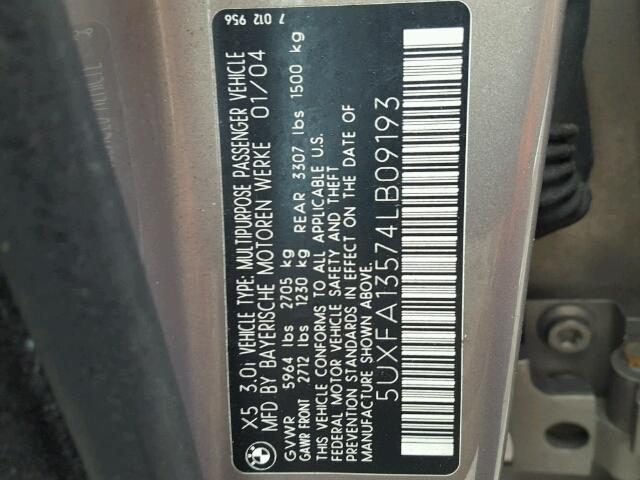 7 012 956
X5 3.0i VEHICLE TYPE: MULTIPURPOSE PASSENGER VEHICLE
MFD BY BAYERISCHE MOTOREN WERKE 01/04
GVWR 5964 lbs 2705 kg
GAWR FRONT 2712 lbs 1230 kg REAR 3307 lbs 1500 kg
THIS VEHICLE CONFORMS TO ALL APPLICABLE U.S.
FEDERAL MOTOR VEHICLE SAFETY AND THEFT
PREVENTION STANDARDS IN EFFECT ON THE DATE OF
MANUFACTURE SHOWN ABOVE.
5UXFA13574LB09193